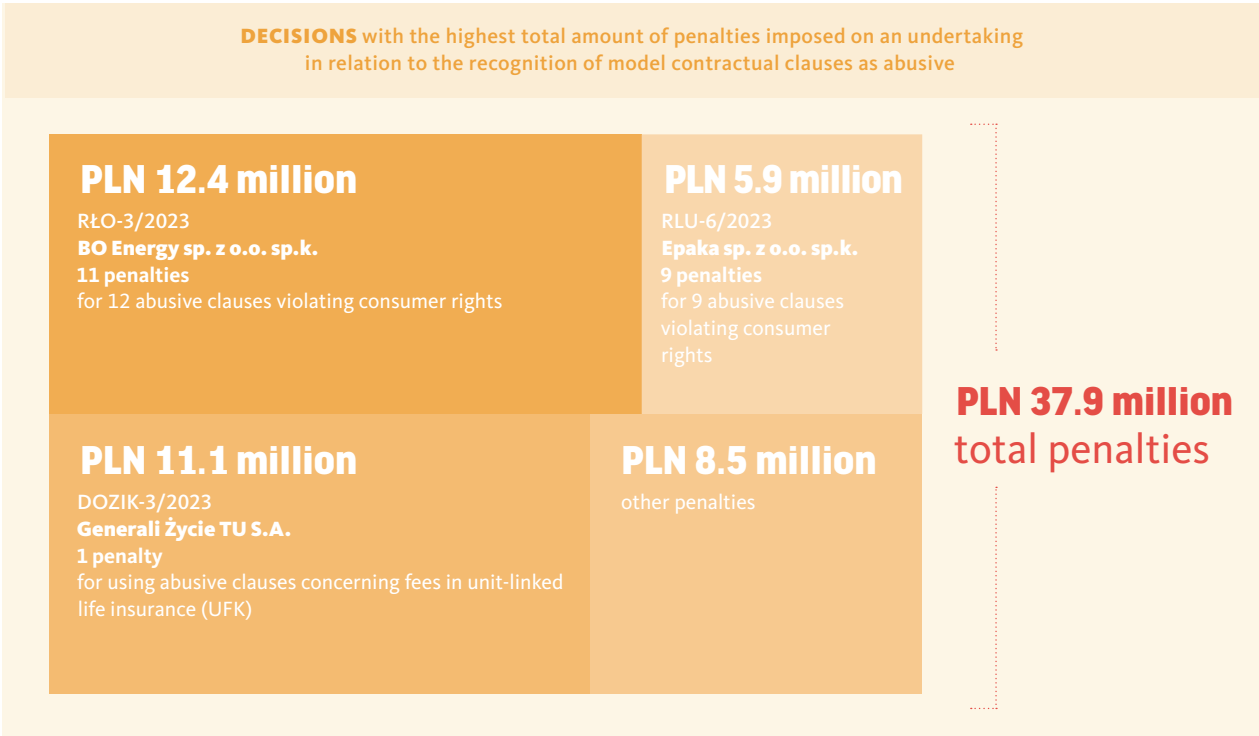 DECISIONS with the highest total amount of penalties imposed on an undertaking
in relation to the recognition of model contractual clauses as abusive
PLN 12.4 million
RŁO-3/2023
BO Energy sp. z o.o. sp.k.
11 penalties
for 12 abusive clauses violating consumer rights
PLN 5.9 million
RLU-6/2023
Epaka sp. z o.o. sp.k.
9 penalties
for 9 abusive clauses
violating consumer
rights
PLN 11.1 million
DOZIK-3/2023
Generali Życie TU S.A.
1 penalty
for using abusive clauses concerning fees in unit-linked
life insurance (UFK)
PLN 8.5 million
other penalties
PLN 37.9 million
total penalties